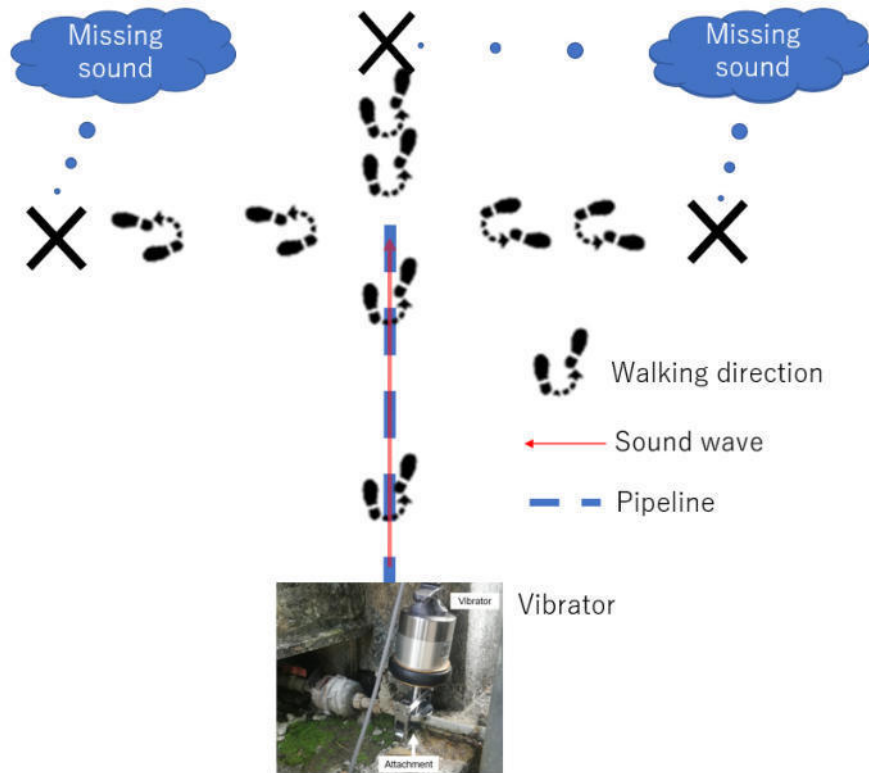 Missing
sound
Missing
sound
Walking direction
Sound wave
Pipeline
Vibrator
Vibrator
Attachment